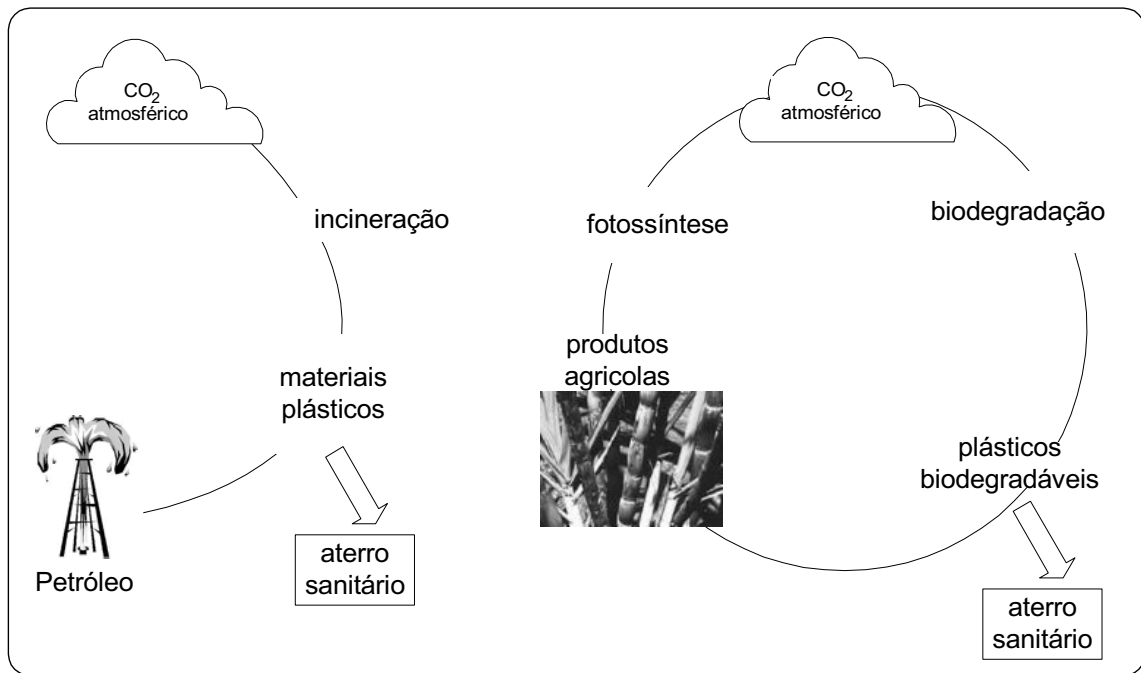 CO2
atmosférico
incineração
materiais
plásticos
Petróleo
aterro
sanitário
CO2
atmosférico
fotossíntese
biodegradação
produtos
agricolas
plásticos
biodegradáveis
aterro
sanitário